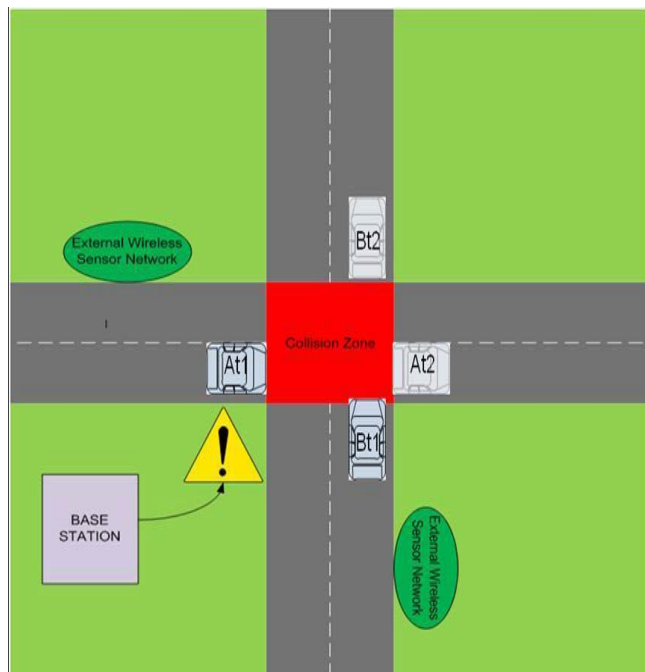 Bt2
External Wireless
Sensor Network
I
Collision Zone
At1
At2
Bt1
!
BASE
STATION
External Wireless
Sensor Network